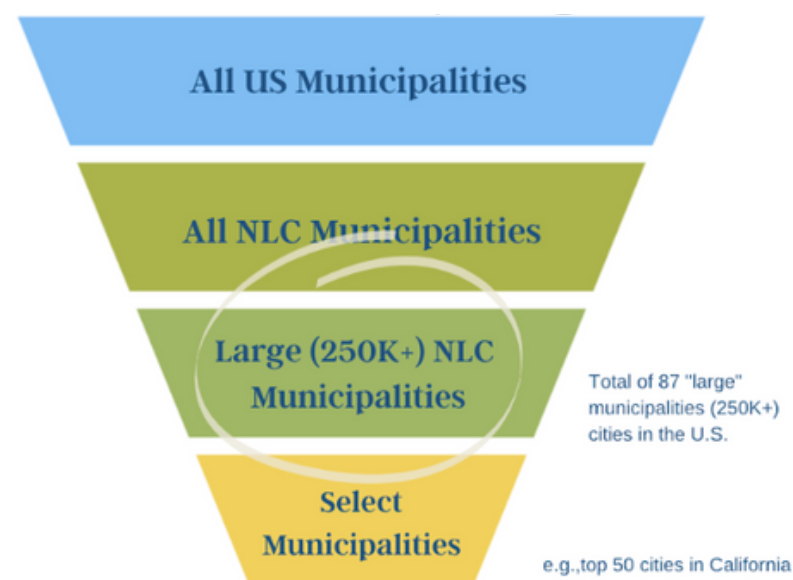 All US Municipalities
All NLC Municipalities
Large (250K+) NLC
Municipalities
Total of 87 "large"
municipalities (250K+)
cities in the U.S.
Select
Municipalities
e.g.,top 50 cities in California